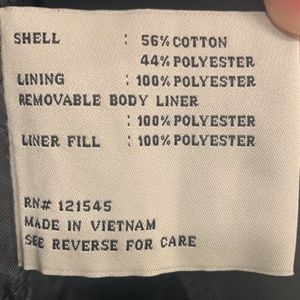 SHELL : 56% COTTON
44% POLYESTER
LINING : 100% POLYESTER
REMOVABLE BODY LINER
: 100% POLYESTER
LINER FILL : 100% POLYESTER
RN# 121545
MADE IN VIETNAM
SEE REVERSE FOR CARE